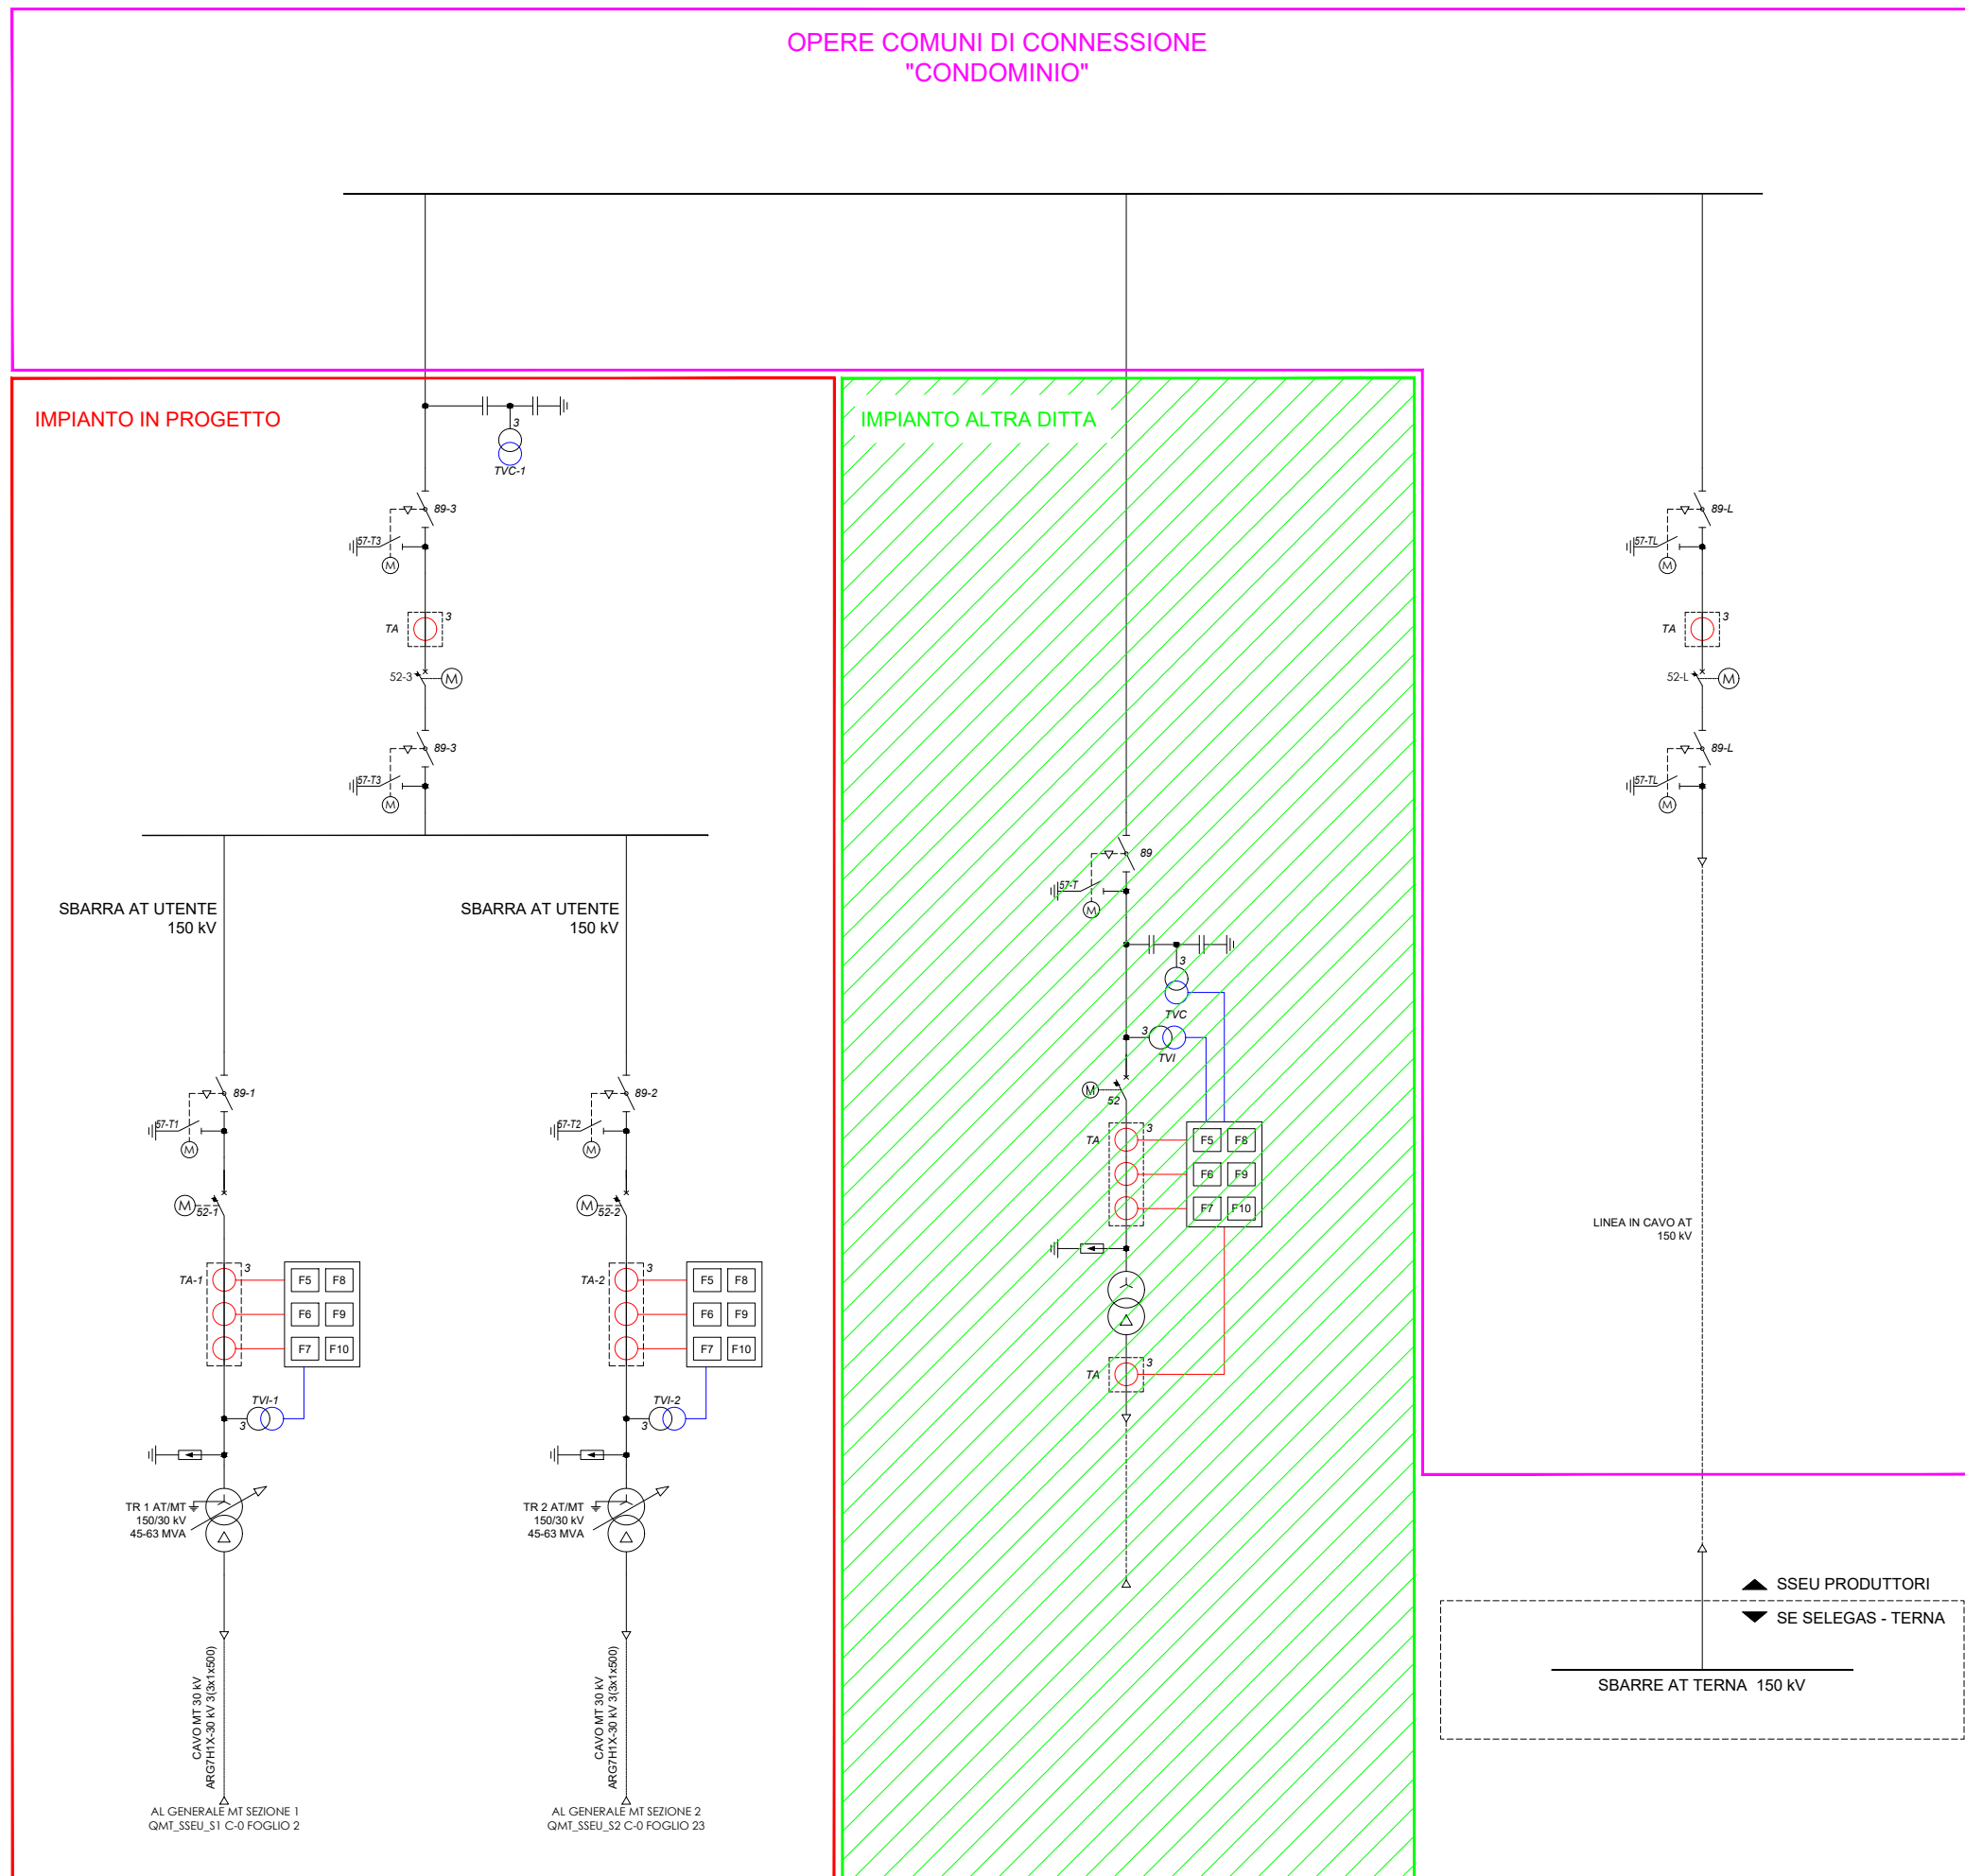 OPERE COMUNI DI CONNESSIONE
"CONDOMINIO"
IMPIANTO IN PROGETTO
3
TVC-1
89-3
57-T3
M
TA
3
52-3
M
89-3
57-T3
M
SBARRA AT UTENTE
150 kV
SBARRA AT UTENTE
150 kV
89-1
57-T1
M
M
52-1
TA-1
3
F5
F8
F6
F9
F7
F10
TVI-1
3
TR 1 AT/MT
150/30 kV
45-63 MVA
CAVO MT 30 kV
ARG7H1X-30 kV 3(3x1x500)
AL GENERALE MT SEZIONE 1
QMT_SSEU_S1 C-0 FOGLIO 2
89-2
57-T2
M
M
52-2
TA-2
3
F5
F8
F6
F9
F7
F10
TVI-2
3
TR 2 AT/MT
150/30 kV
45-63 MVA
CAVO MT 30 kV
ARG7H1X-30 kV 3(3x1x500)
AL GENERALE MT SEZIONE 2
QMT_SSEU_S2 C-0 FOGLIO 23
IMPIANTO ALTRA DITTA
89
57-T
M
3
TVC
3
TVI
M
52
TA
3
F5
F8
F6
F9
F7
F10
TA
3
89-L
57-TL
M
TA
3
52-L
M
89-L
57-TL
M
LINEA IN CAVO AT
150 kV
SSEU PRODUTTORI
SE SELEGAS - TERNA
SBARRE AT TERNA 150 kV